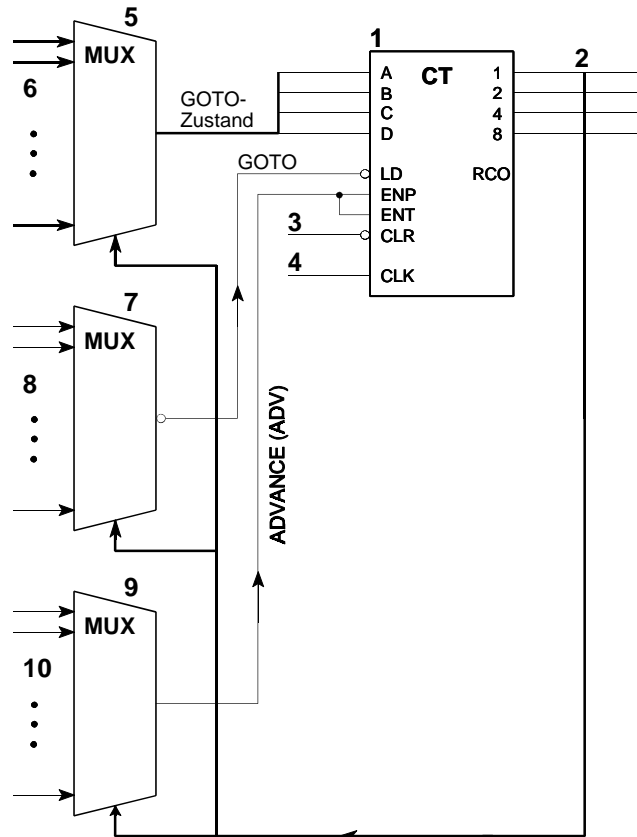 5
MUX
6
GOTO-
Zustand
GOTO
1
CT
2
A
B
C
D
1
2
4
8
LD
RCO
ENP
ENT
3
CLR
4
CLK
7
MUX
8
ADVANCE (ADV)
9
MUX
10